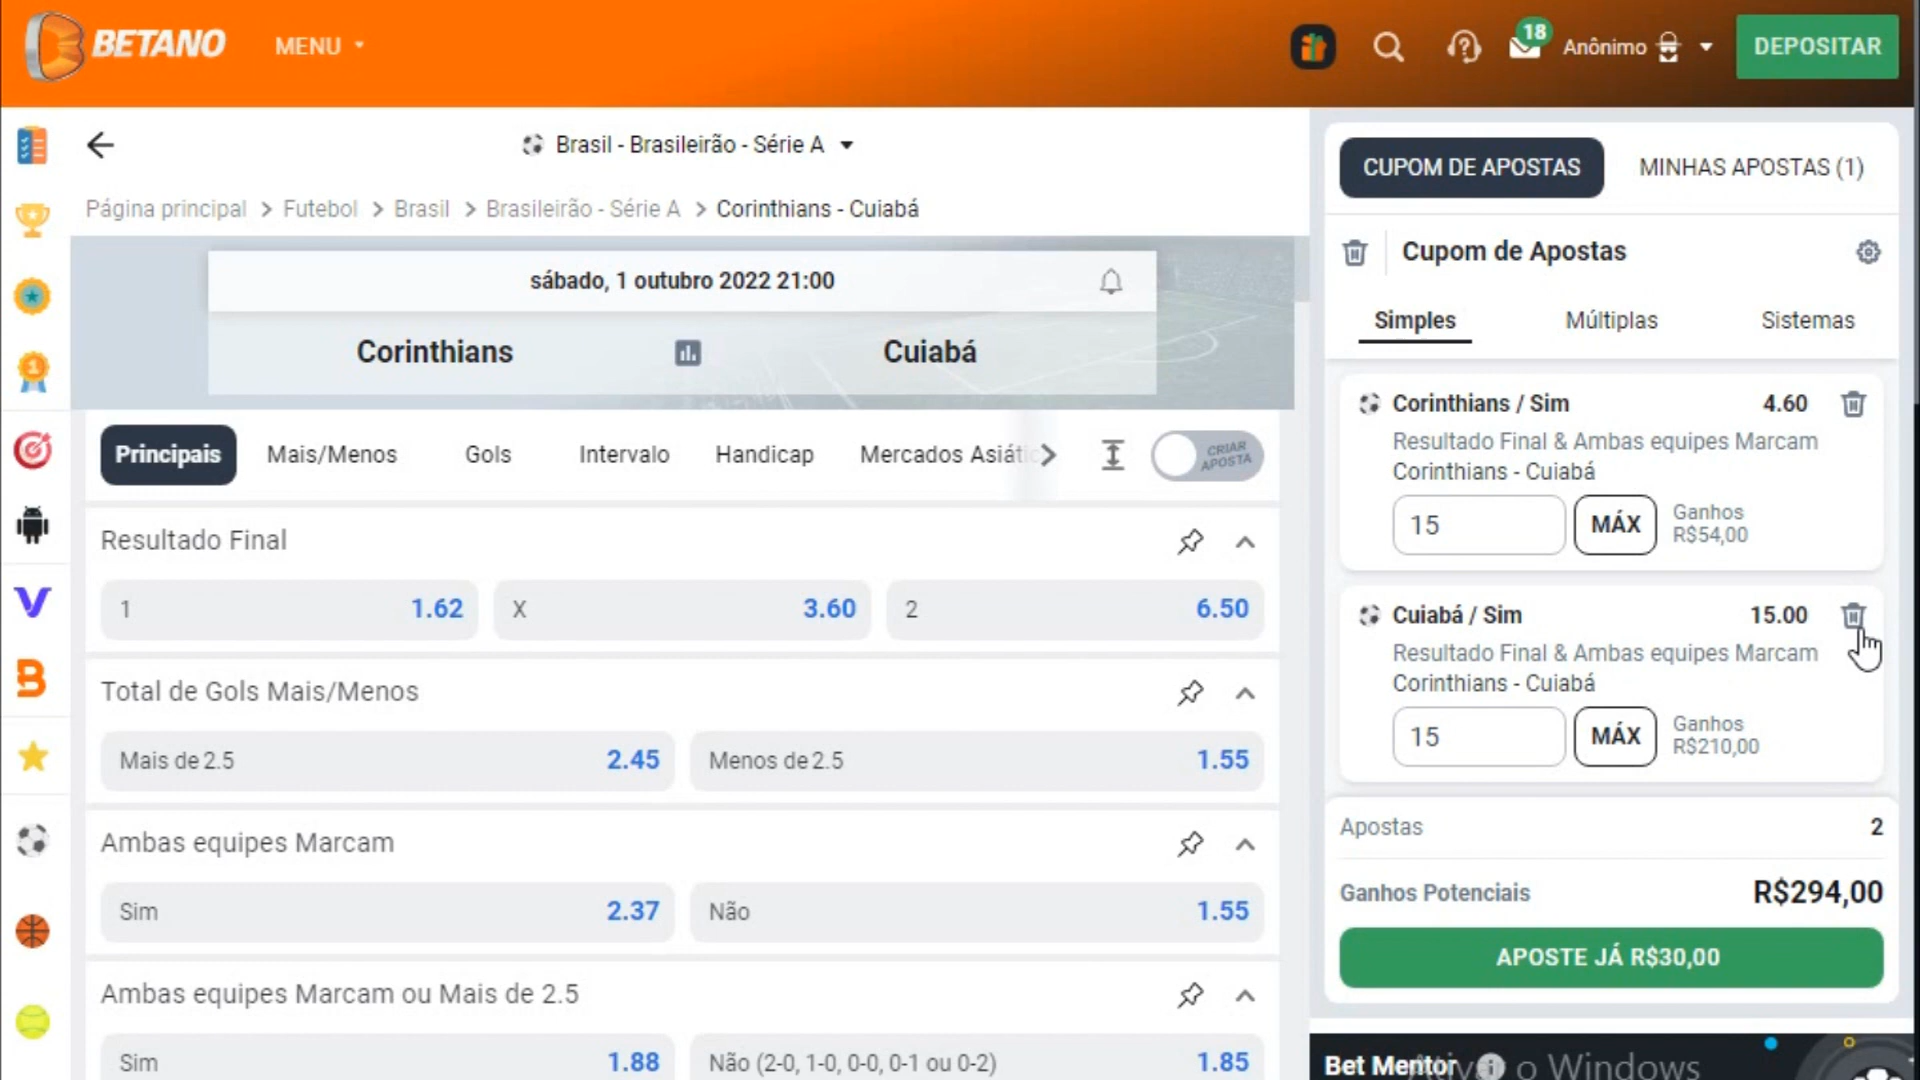 BETANO
MENU
18
Anônimo
DEPOSITAR
Brasil - Brasileirão - Série A
Página principal > Futebol > Brasil > Brasileirão - Série A > Corinthians - Cuiabá
sábado, 1 outubro 2022 21:00
Corinthians
Cuiabá
Principais
Mais/Menos
Gols
Intervalo
Handicap
Mercados Asiátic
CRIAR
APOSTA
Resultado Final
1 1.62
X 3.60
2 6.50
Total de Gols Mais/Menos
Mais de 2.5 2.45
Menos de 2.5 1.55
Ambas equipes Marcam
Sim 2.37
Não 1.55
Ambas equipes Marcam ou Mais de 2.5
Sim 1.88
Não (2-0, 1-0, 0-0, 0-1 ou 0-2) 1.85
CUPOM DE APOSTAS
MINHAS APOSTAS (1)
Cupom de Apostas
Simples
Múltiplas
Sistemas
Corinthians / Sim 4.60
Resultado Final & Ambas equipes Marcam
Corinthians - Cuiabá
15
MÁX
Ganhos
R$54,00
Cuiabá / Sim 15.00
Resultado Final & Ambas equipes Marcam
Corinthians - Cuiabá
15
MÁX
Ganhos
R$210,00
Apostas 2
Ganhos Potenciais R$294,00
APOSTE JÁ R$30,00
Bet Mentor
o Windows